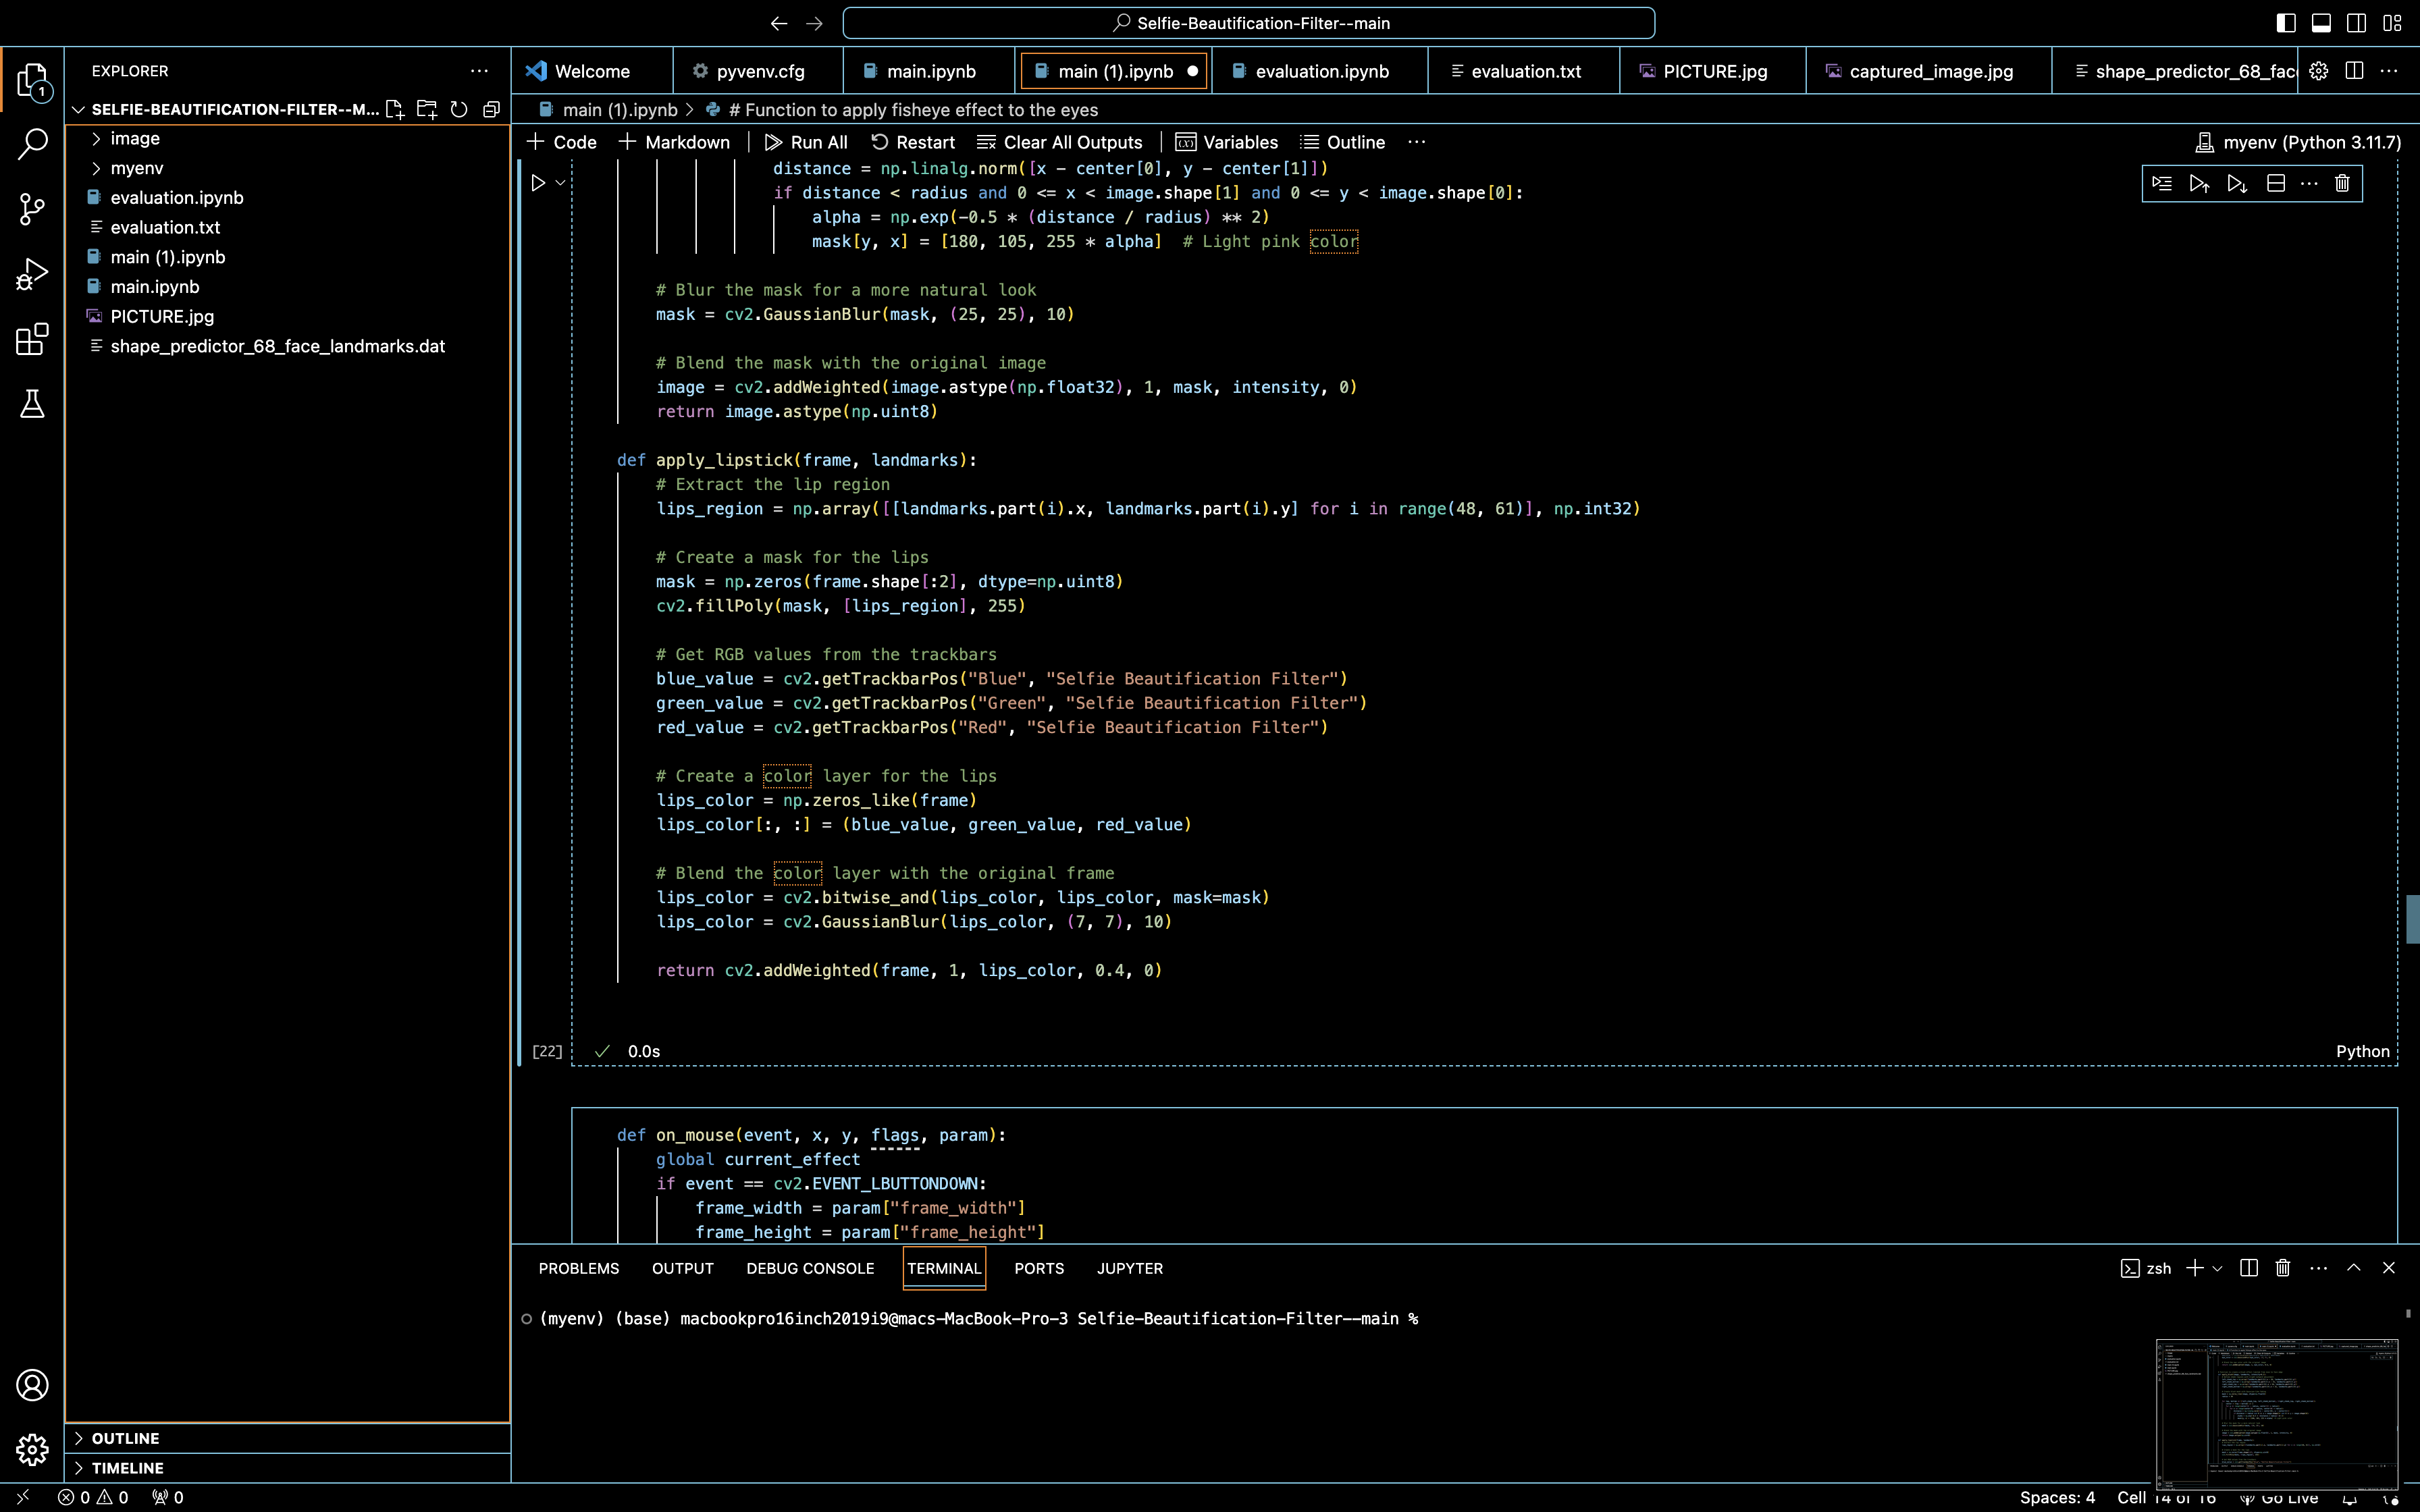 Selfie-Beautification-Filter--main
EXPLORER
SELFIE-BEAUTIFICATION-FILTER--M...
image
myenv
evaluation.ipynb
evaluation.txt
main (1).ipynb
main.ipynb
PICTURE.jpg
shape_predictor_68_face_landmarks.dat
OUTLINE
TIMELINE
1
Welcome
pyvenv.cfg
main.ipynb
main (1).ipynb
evaluation.ipynb
evaluation.txt
PICTURE.jpg
captured_image.jpg
shape_predictor_68_fac
main (1).ipynb > # Function to apply fisheye effect to the eyes
Code
Markdown
Run All
Restart
Clear All Outputs
Variables
Outline
myenv (Python 3.11.7)
distance = np.linalg.norm([x - center[0], y - center[1]])
if distance < radius and 0 <= x < image.shape[1] and 0 <= y < image.shape[0]:
alpha = np.exp(-0.5 * (distance / radius) ** 2)
mask[y, x] = [180, 105, 255 * alpha]  # Light pink color
# Blur the mask for a more natural look
mask = cv2.GaussianBlur(mask, (25, 25), 10)
# Blend the mask with the original image
image = cv2.addWeighted(image.astype(np.float32), 1, mask, intensity, 0)
return image.astype(np.uint8)
def apply_lipstick(frame, landmarks):
# Extract the lip region
lips_region = np.array([[landmarks.part(i).x, landmarks.part(i).y] for i in range(48, 61)], np.int32)
# Create a mask for the lips
mask = np.zeros(frame.shape[:2], dtype=np.uint8)
cv2.fillPoly(mask, [lips_region], 255)
# Get RGB values from the trackbars
blue_value = cv2.getTrackbarPos("Blue", "Selfie Beautification Filter")
green_value = cv2.getTrackbarPos("Green", "Selfie Beautification Filter")
red_value = cv2.getTrackbarPos("Red", "Selfie Beautification Filter")
# Create a color layer for the lips
lips_color = np.zeros_like(frame)
lips_color[:, :] = (blue_value, green_value, red_value)
# Blend the color layer with the original frame
lips_color = cv2.bitwise_and(lips_color, lips_color, mask=mask)
lips_color = cv2.GaussianBlur(lips_color, (7, 7), 10)
return cv2.addWeighted(frame, 1, lips_color, 0.4, 0)
[22]
0.0s
Python
def on_mouse(event, x, y, flags, param):
global current_effect
if event == cv2.EVENT_LBUTTONDOWN:
frame_width = param["frame_width"]
frame_height = param["frame_height"]
PROBLEMS
OUTPUT
DEBUG CONSOLE
TERMINAL
PORTS
JUPYTER
zsh
(myenv) (base) macbookpro16inch2019i9@macs-MacBook-Pro-3 Selfie-Beautification-Filter--main %
0
0
0
Spaces: 4
Cell 14 of 16
Go Live